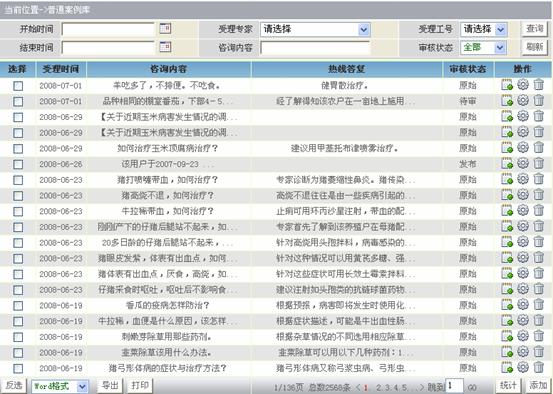 当前位置->普通案例库
开始时间 受理专家 请选择 受理工号 请选择 查询
结束时间 咨询内容 审核状态 全部 刷新
选择 受理时间 咨询内容 热线答复 审核状态 操作
2008-07-01 羊吃多了，不排便。不吃食。 健胃散治疗。 原始
2008-07-01 品种相同的棚室番茄，下部4－5... 经了解得知该农户在一亩地上施用... 待审
2008-06-29 【关于近期玉米病害发生情况的调... 原始
2008-06-29 【关于近期玉米病害发生情况的调... 原始
2008-06-29 如何治疗玉米顶腐病治疗？ 建议用甲基托布津喷雾治疗。 原始
2008-06-26 该用户于2007-09-23 ... 发布
2008-06-23 猪打喷嚏带血，如何治疗？ 专家诊断为猪萎缩性鼻炎。猪传染... 原始
2008-06-23 猪高烧不退，如何治疗？ 高烧不退往往是由一些疾病引起的... 原始
2008-06-23 牛拉稀带血，如何治疗？ 止痢可用环丙沙星注射，带血的配... 原始
2008-06-23 刚刚产下的仔猪后腿站不起来，如... 专家首先了解到该养殖户在母猪配... 原始
2008-06-23 20多日龄的仔猪后腿站不起来，... 针对高烧用头孢拌料，病毒感染的... 原始
2008-06-23 猪眼皮发紫，体表有出血点，如何... 针对这种情况可以用黄芪多糖、强... 原始
2008-06-23 猪体表有出血点，厌食，高烧，如... 针对这些症状可用长效土霉素拌料... 原始
2008-06-23 仔猪采食时呕吐，呕吐后不影响食... 建议注射如头孢类的抗链球菌药物... 原始
2008-06-19 香瓜的疫病怎样防治？ 根据预报，病害即将发生时使用化... 原始
2008-06-19 牛拉稀，血便是什么原因，该怎样... 根据症状描述，可能是牛出血性肠... 原始
2008-06-19 刺嫩芽除草用那些药剂。 根据杂草情况的不同选用相应除草... 原始
2008-06-19 韭菜除草该用什么办法。 韭菜除草可以用以下几种药剂：1... 原始
2008-06-19 猪弓形体病的症状与治疗方法？ 猪弓形体病又称弓浆虫病、弓形虫... 原始
反选 Word格式 导出 打印 1/136页 总数2568条 < 1. 2.3.4.5...> 跳到 1 GO 统计 添加